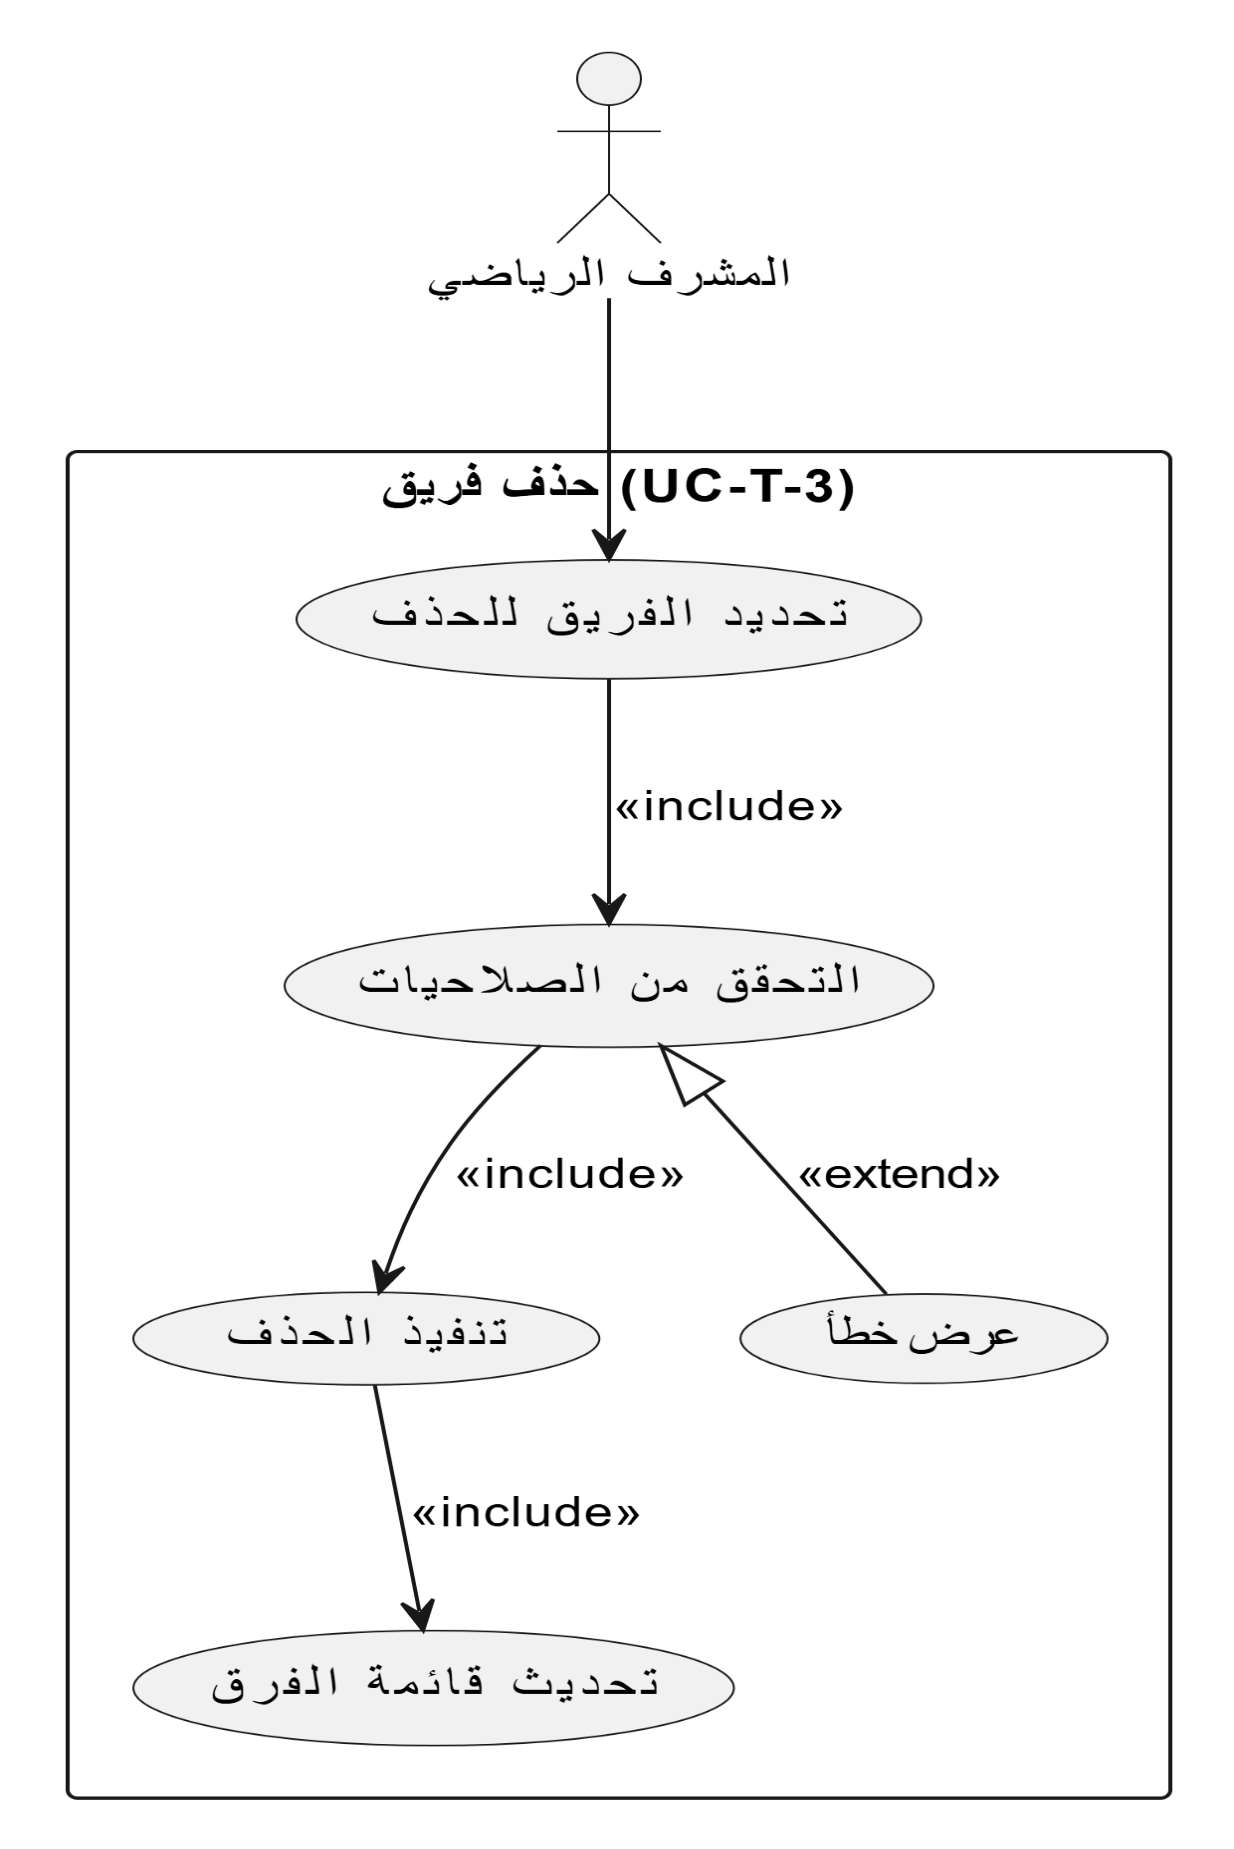 المشرف الرياضي
حذف فريق (UC-T-3)
تحديد الفريق للحذف
«include»
التحقق من الصلاحيات
«include»
«extend»
تنفيذ الحذف
عرض خطأ
«include»
تحديث قائمة الفرق